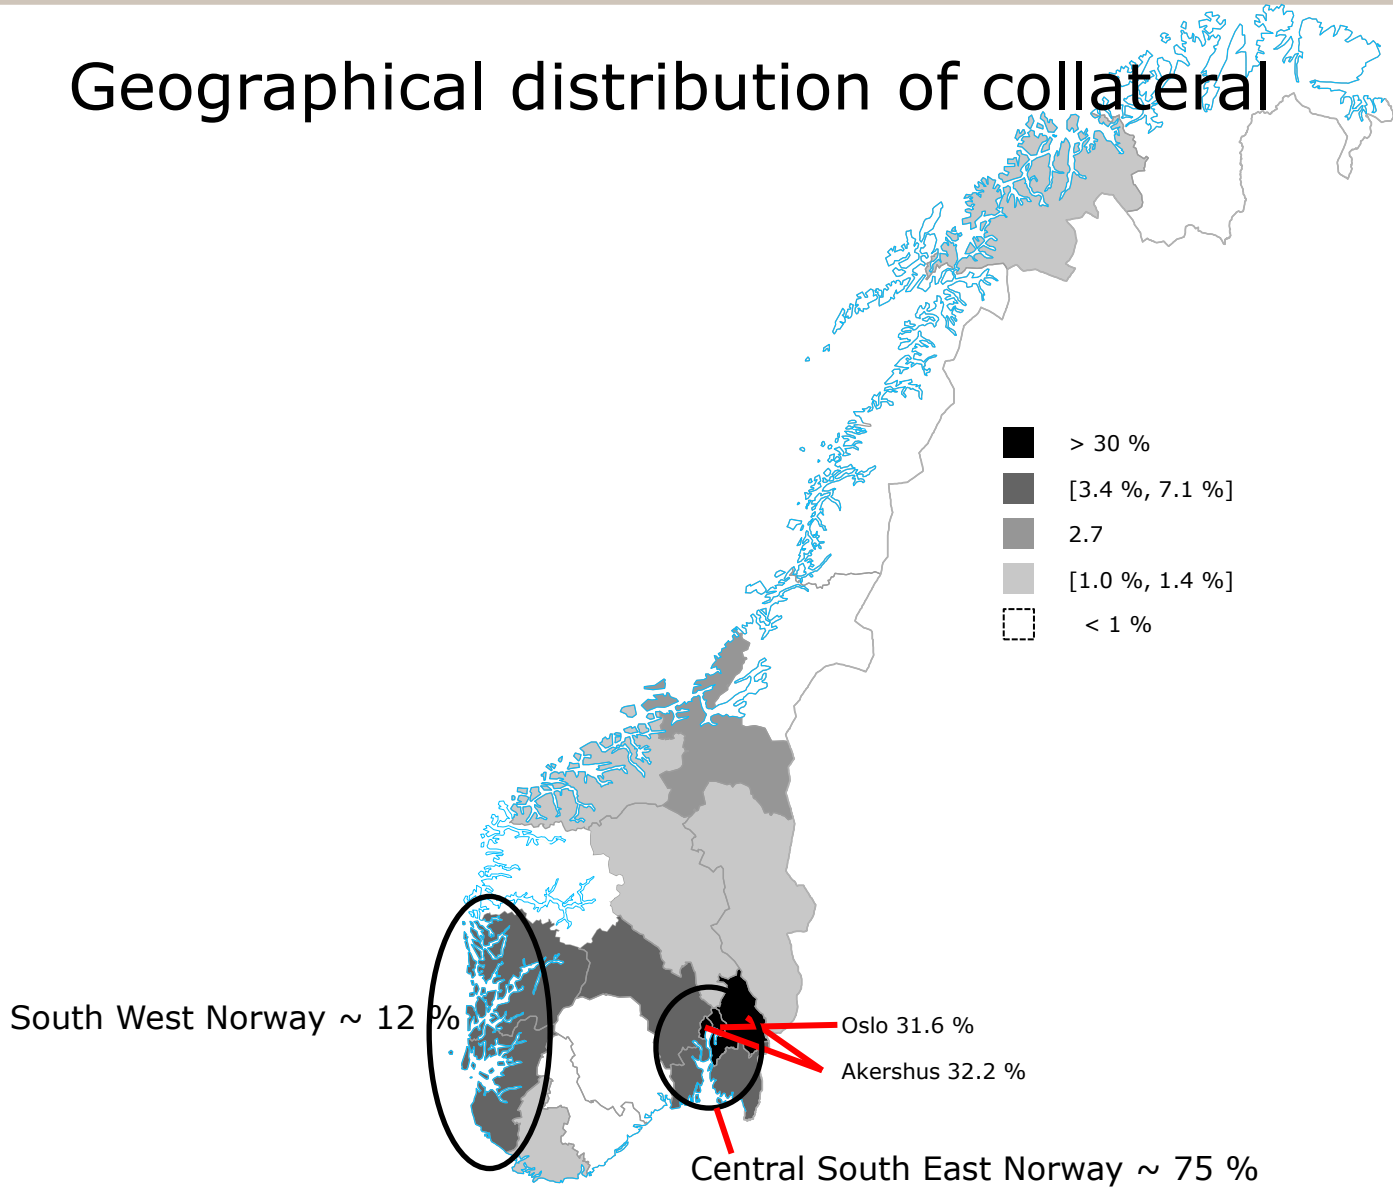 Geographical distribution of collateral
> 30 %
[3.4 %, 7.1 %]
2.7
[1.0 %, 1.4 %]
< 1 %
South West Norway ~ 12 %
Oslo 31.6 %
Akershus 32.2 %
Central South East Norway ~ 75 %